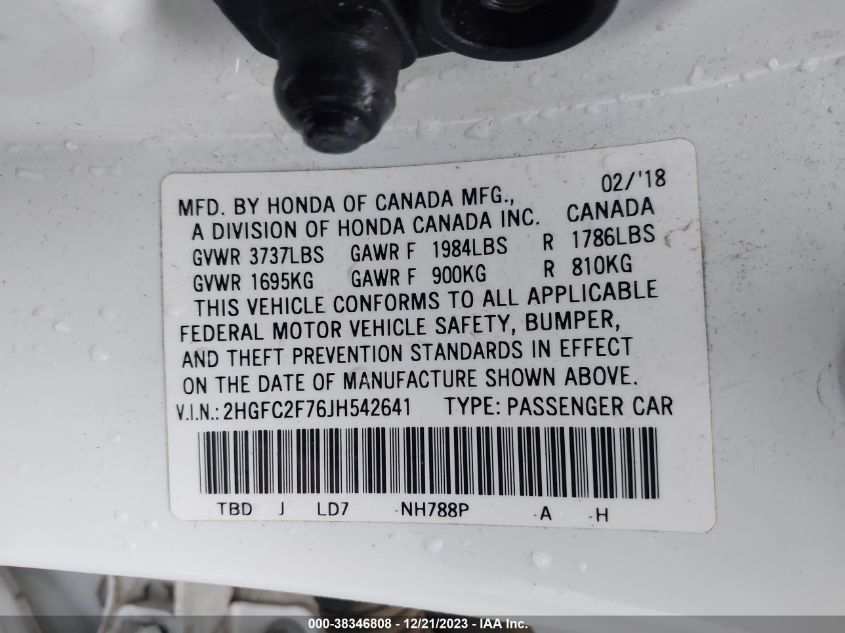 MFD. BY HONDA OF CANADA MFG., 02/'18
A DIVISION OF HONDA CANADA INC. CANADA
GVWR 3737LBS GAWR F 1984LBS R 1786LBS
GVWR 1695KG GAWR F 900KG R 810KG
THIS VEHICLE CONFORMS TO ALL APPLICABLE
FEDERAL MOTOR VEHICLE SAFETY, BUMPER,
AND THEFT PREVENTION STANDARDS IN EFFECT
ON THE DATE OF MANUFACTURE SHOWN ABOVE.
V.I.N.: 2HGFC2F76JH542641 TYPE: PASSENGER CAR
TBD J LD7 -NH788P -A -H
000-38346808 - 12/21/2023 - IAA Inc.